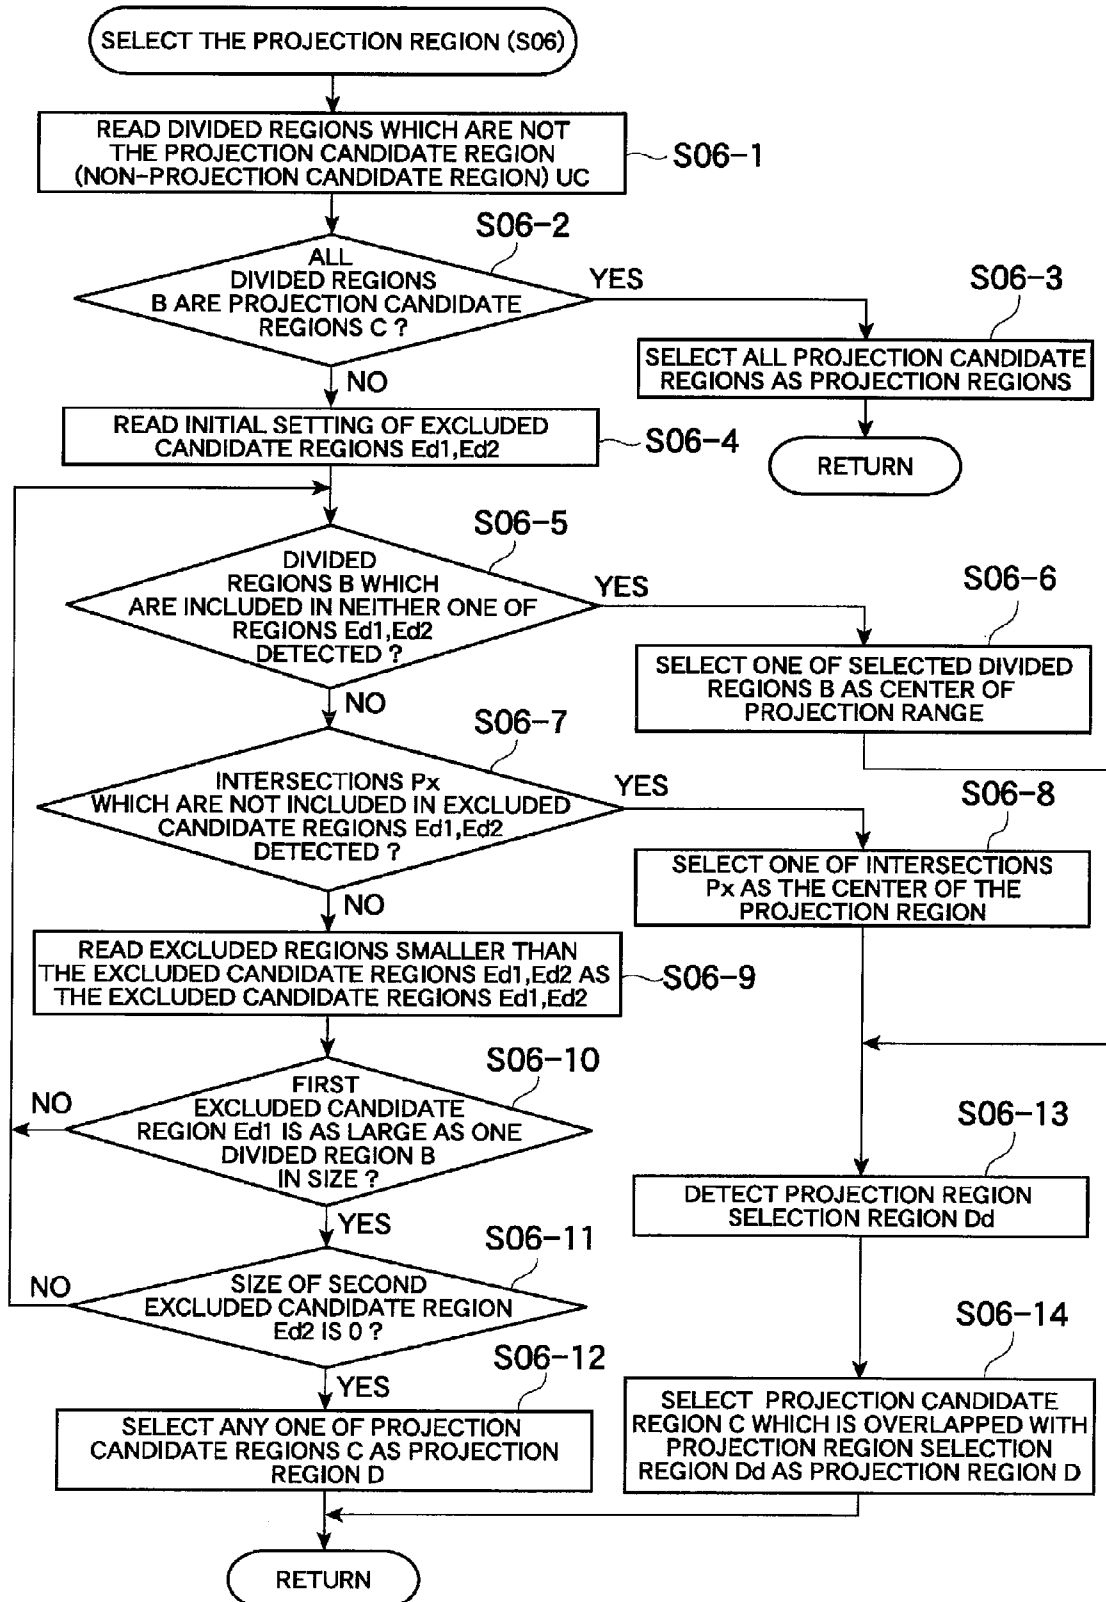 SELECT THE PROJECTION REGION (S06)
READ DIVIDED REGIONS WHICH ARE NOT
THE PROJECTION CANDIDATE REGION
(NON-PROJECTION CANDIDATE REGION) UC
S06-1
S06-2
ALL
DIVIDED REGIONS
B ARE PROJECTION CANDIDATE
REGIONS C ?
YES
NO
S06-3
SELECT ALL PROJECTION CANDIDATE
REGIONS AS PROJECTION REGIONS
RETURN
READ INITIAL SETTING OF EXCLUDED
CANDIDATE REGIONS Ed1,Ed2
S06-4
S06-5
DIVIDED
REGIONS B WHICH
ARE INCLUDED IN NEITHER ONE OF
REGIONS Ed1,Ed2
DETECTED ?
YES
NO
S06-6
SELECT ONE OF SELECTED DIVIDED
REGIONS B AS CENTER OF
PROJECTION RANGE
S06-7
INTERSECTIONS Px
WHICH ARE NOT INCLUDED IN EXCLUDED
CANDIDATE REGIONS Ed1,Ed2
DETECTED ?
YES
NO
S06-8
SELECT ONE OF INTERSECTIONS
Px AS THE CENTER OF THE
PROJECTION REGION
READ EXCLUDED REGIONS SMALLER THAN
THE EXCLUDED CANDIDATE REGIONS Ed1,Ed2 AS
THE EXCLUDED CANDIDATE REGIONS Ed1,Ed2
S06-9
S06-10
FIRST
EXCLUDED CANDIDATE
REGION Ed1 IS AS LARGE AS ONE
DIVIDED REGION B
IN SIZE ?
NO
YES
S06-11
SIZE OF SECOND
EXCLUDED CANDIDATE REGION
Ed2 IS 0 ?
NO
YES
S06-12
SELECT ANY ONE OF PROJECTION
CANDIDATE REGIONS C AS PROJECTION
REGION D
S06-13
DETECT PROJECTION REGION
SELECTION REGION Dd
S06-14
SELECT PROJECTION CANDIDATE
REGION C WHICH IS OVERLAPPED WITH
PROJECTION REGION SELECTION
REGION Dd AS PROJECTION REGION D
RETURN